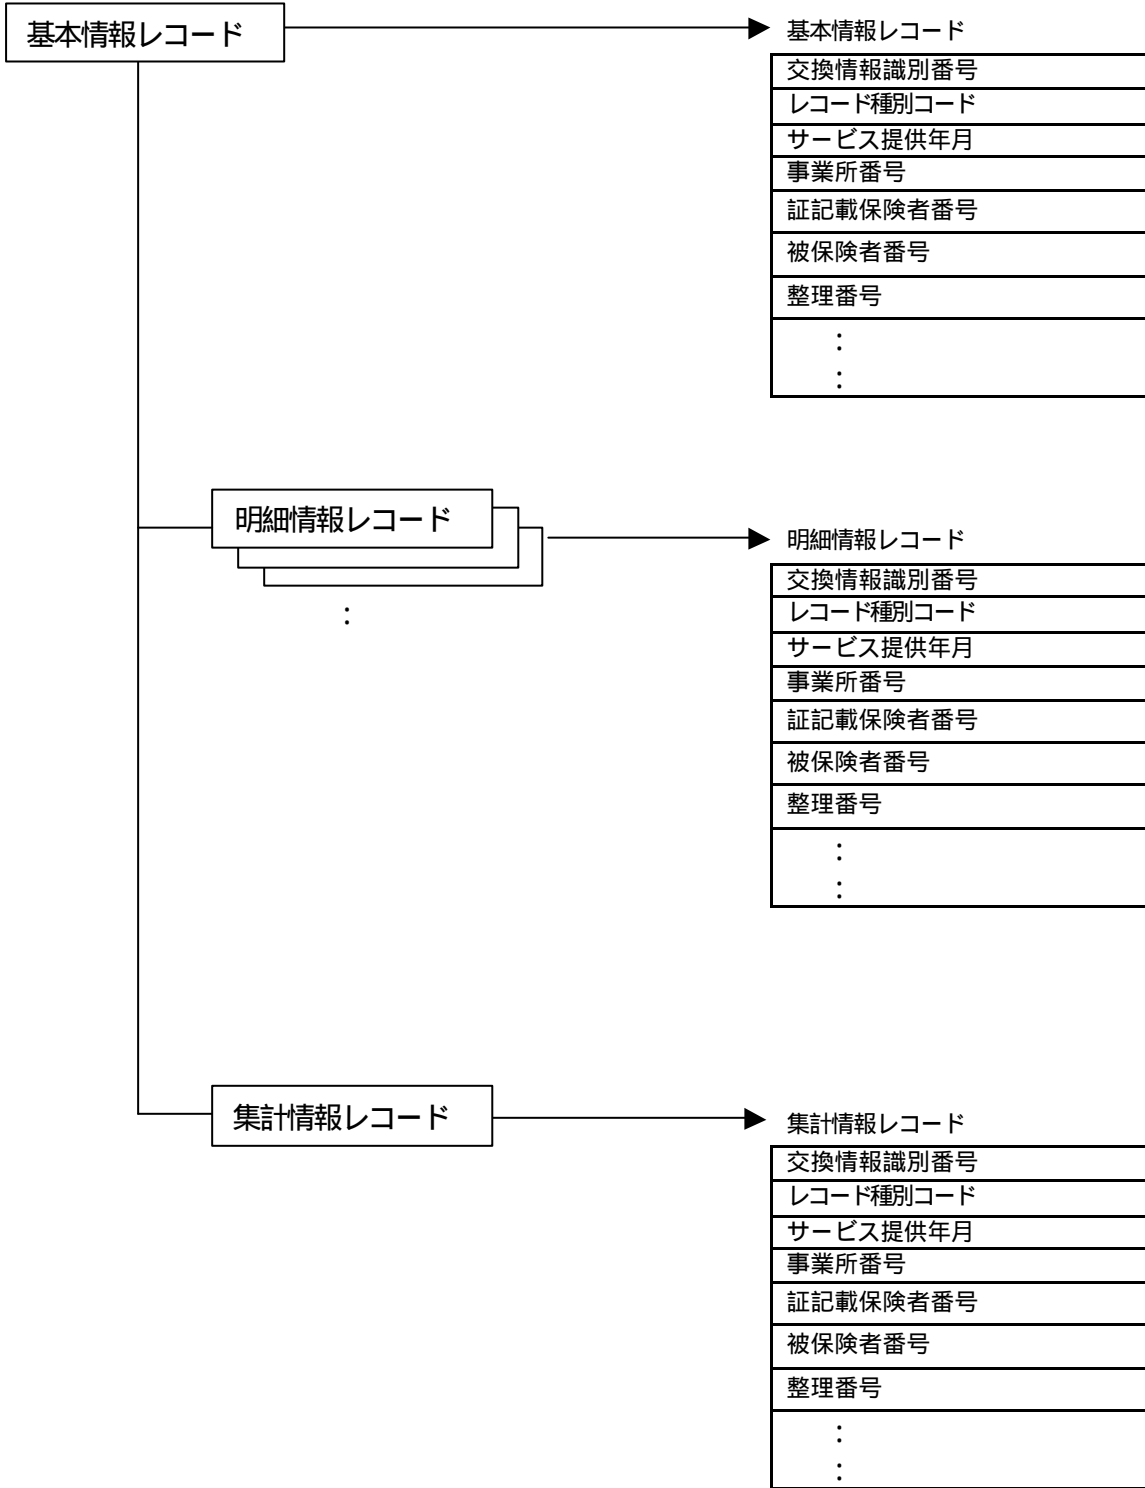 基本情報レコード
基本情報レコード
交換情報識別番号
レコード種別コード
サービス提供年月
事業所番号
証記載保険者番号
被保険者番号
整理番号
：
：
明細情報レコード
：
明細情報レコード
交換情報識別番号
レコード種別コード
サービス提供年月
事業所番号
証記載保険者番号
被保険者番号
整理番号
：
：
集計情報レコード
集計情報レコード
交換情報識別番号
レコード種別コード
サービス提供年月
事業所番号
証記載保険者番号
被保険者番号
整理番号
：
：